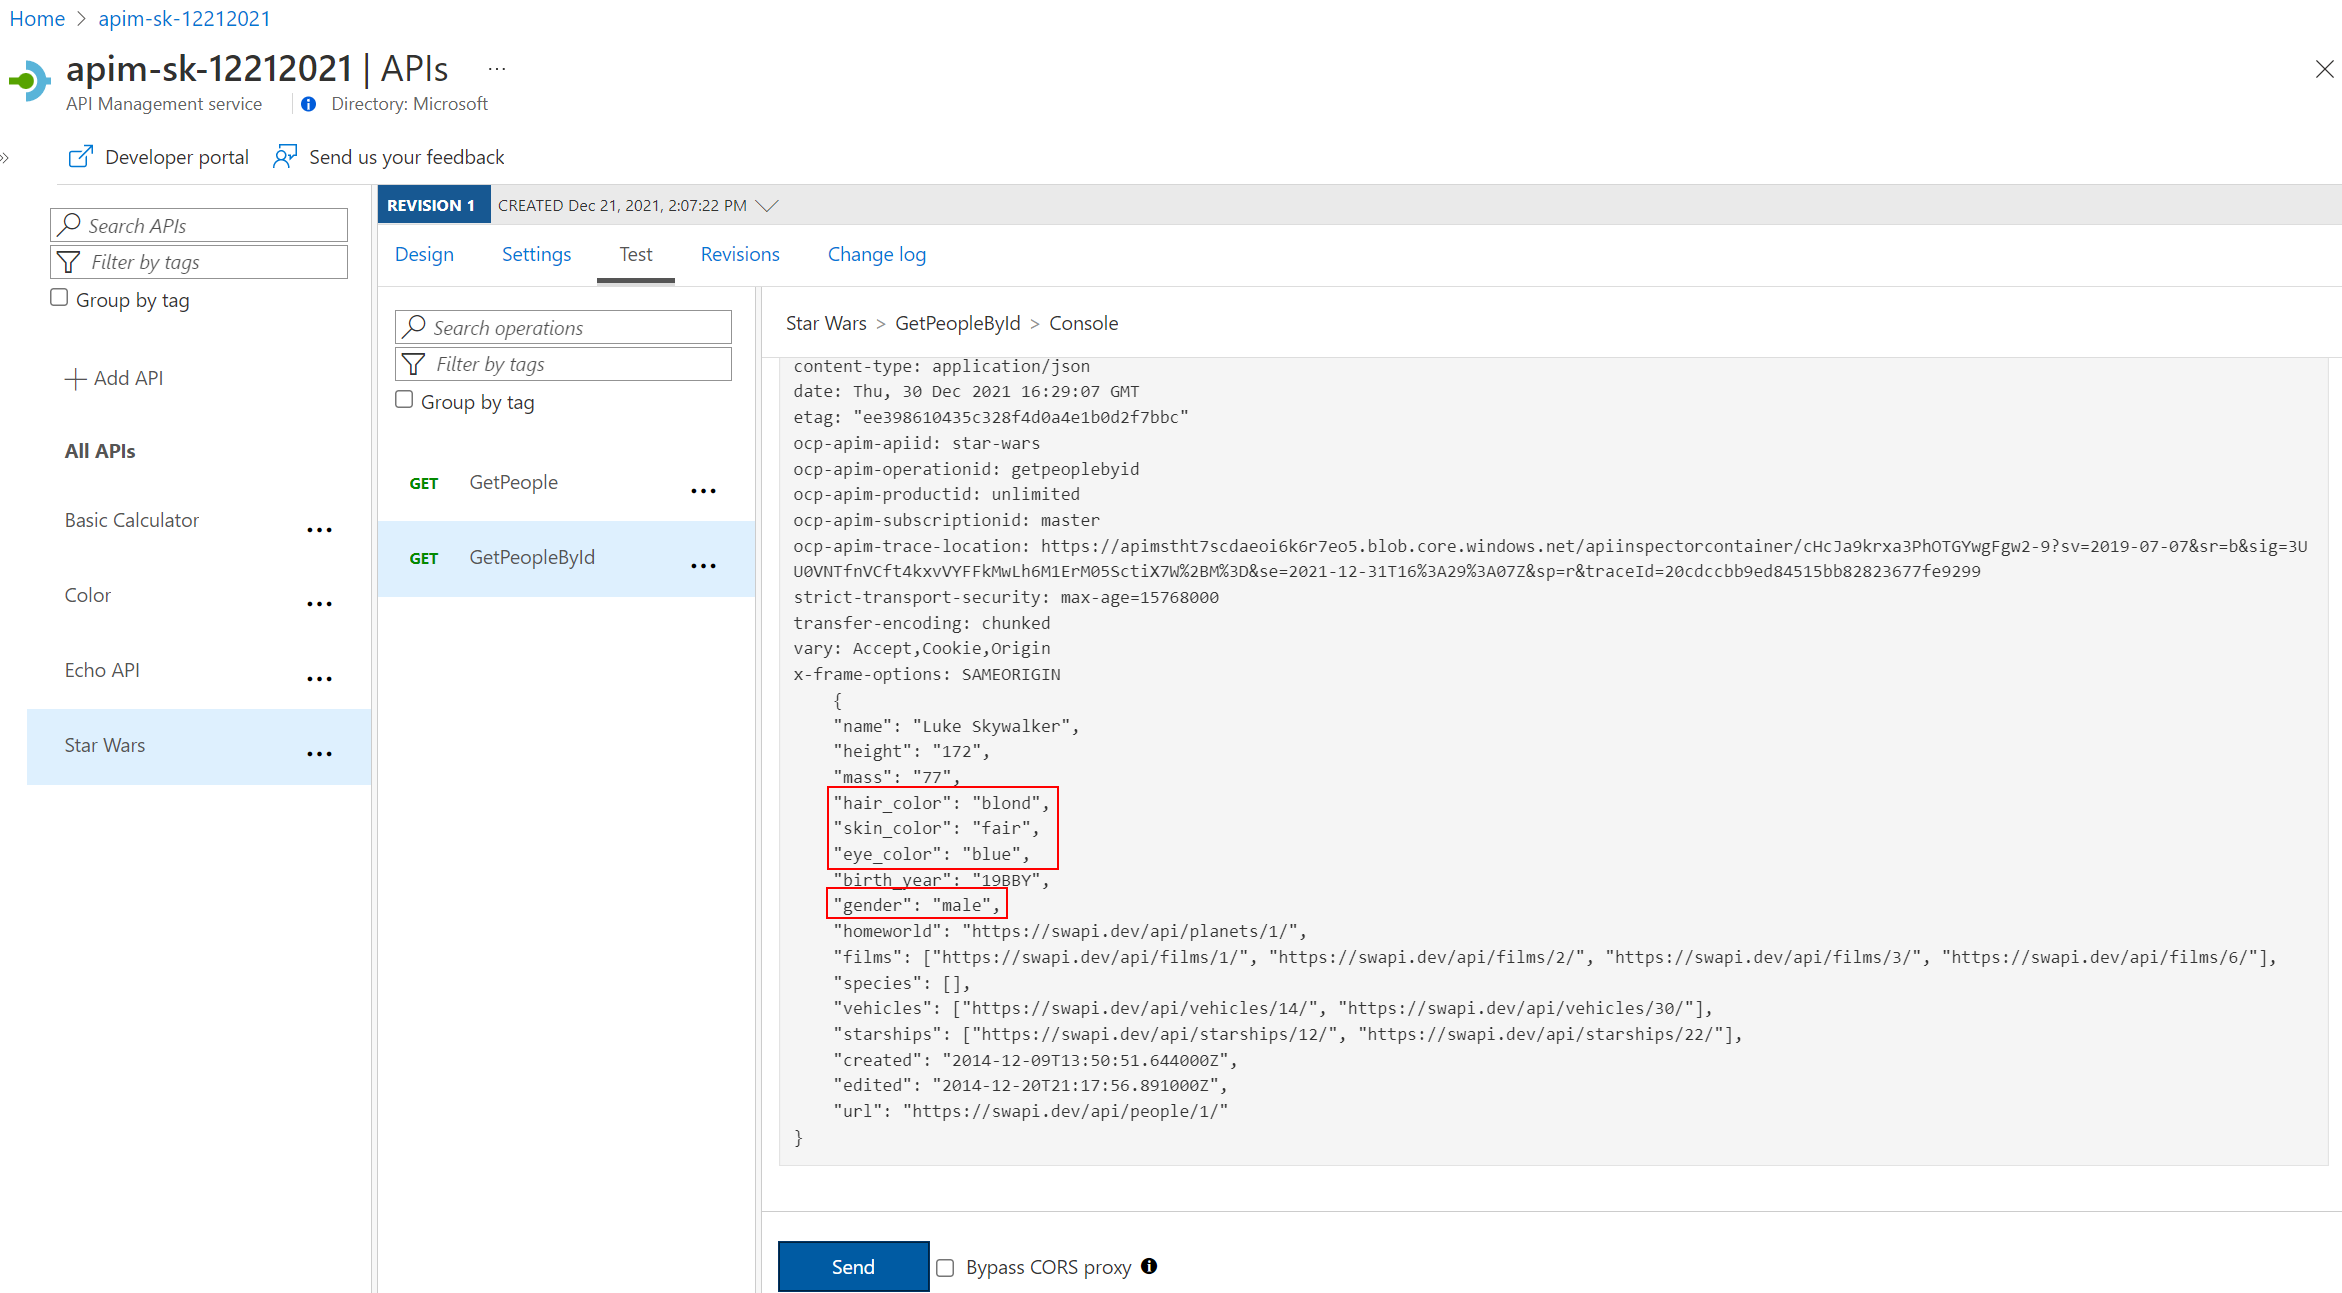 Home > apim-sk-12212021
apim-sk-12212021 | APIs ...
API Management service
Directory: Microsoft
»
Developer portal
Send us your feedback
Search APIs
Filter by tags
Group by tag
+ Add API
All APIs
Basic Calculator ...
Color ...
Echo API ...
Star Wars ...
REVISION 1 CREATED Dec 21, 2021, 2:07:22 PM
Design Settings Test Revisions Change log
Search operations
Filter by tags
Group by tag
GET GetPeople ...
GET GetPeopleById ...
Star Wars > GetPeopleById > Console
content-type: application/json
date: Thu, 30 Dec 2021 16:29:07 GMT
etag: "ee398610435c328f4d0a4e1b0d2f7bbc"
ocp-apim-apiid: star-wars
ocp-apim-operationid: getpeoplebyid
ocp-apim-productid: unlimited
ocp-apim-subscriptionid: master
ocp-apim-trace-location: https://apimstht7scdaeoi6k6r7eo5.blob.core.windows.net/apiinspectorcontainer/cHcJa9krxa3PhOTGYwgFgw2-9?sv=2019-07-07&sr=b&sig=3U
U0VNTfnVCft4kxvVYFFkMwLh6M1ErM05SctiX7W%2BM%3D&se=2021-12-31T16%3A29%3A07Z&sp=r&traceId=20cdccbb9ed84515bb82823677fe9299
strict-transport-security: max-age=15768000
transfer-encoding: chunked
vary: Accept,Cookie,Origin
x-frame-options: SAMEORIGIN
{
"name": "Luke Skywalker",
"height": "172",
"mass": "77",
"hair_color": "blond",
"skin_color": "fair",
"eye_color": "blue",
"birth_year": "19BBY",
"gender": "male",
"homeworld": "https://swapi.dev/api/planets/1/",
"films": ["https://swapi.dev/api/films/1/", "https://swapi.dev/api/films/2/", "https://swapi.dev/api/films/3/", "https://swapi.dev/api/films/6/"],
"species": [],
"vehicles": ["https://swapi.dev/api/vehicles/14/", "https://swapi.dev/api/vehicles/30/"],
"starships": ["https://swapi.dev/api/starships/12/", "https://swapi.dev/api/starships/22/"],
"created": "2014-12-09T13:50:51.644000Z",
"edited": "2014-12-20T21:17:56.891000Z",
"url": "https://swapi.dev/api/people/1/"
}
Send
Bypass CORS proxy